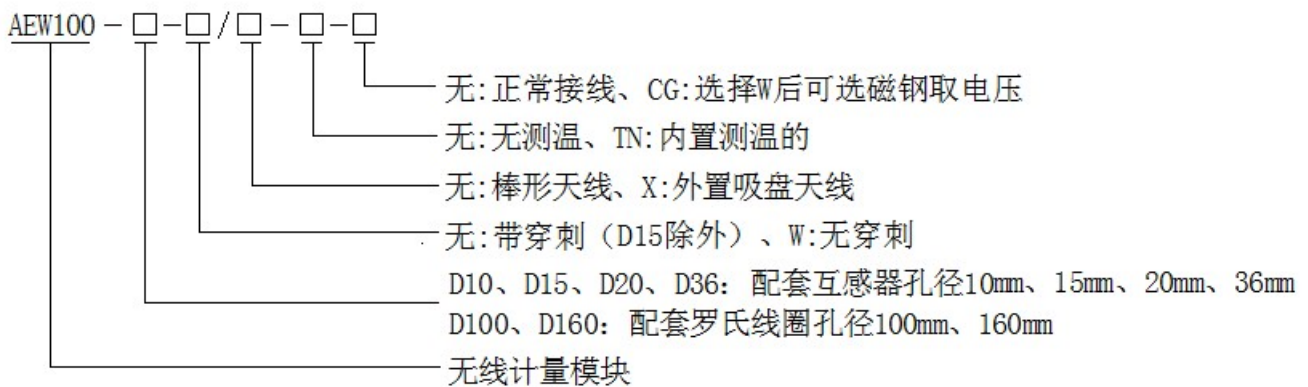 AEW100-□-□/□-□-□
无:正常接线、CG:选择W后可选磁钢取电压
无:无测温、TN:内置测温的
无:棒形天线、X:外置吸盘天线
无:带穿刺（D15除外）、W:无穿刺
D10、D15、D20、D36：配套互感器孔径10mm、15mm、20mm、36mm
D100、D160：配套罗氏线圈孔径100mm、160mm
无线计量模块